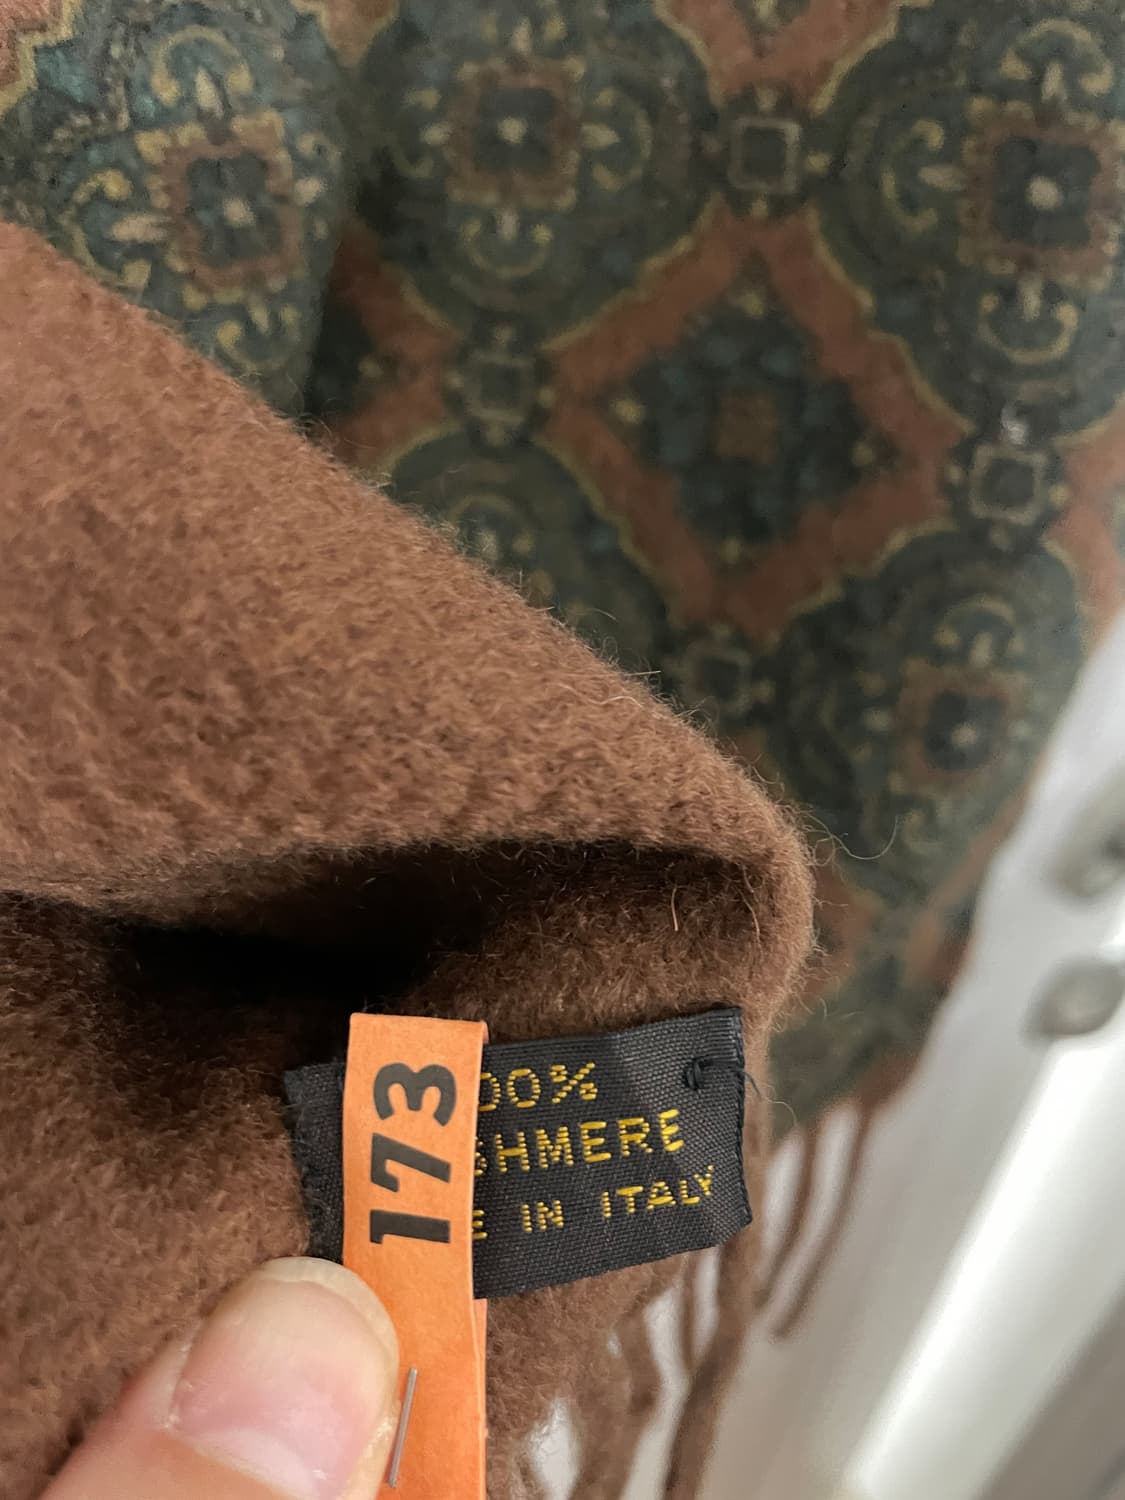 173
00%
SHMERE
E IN ITALY